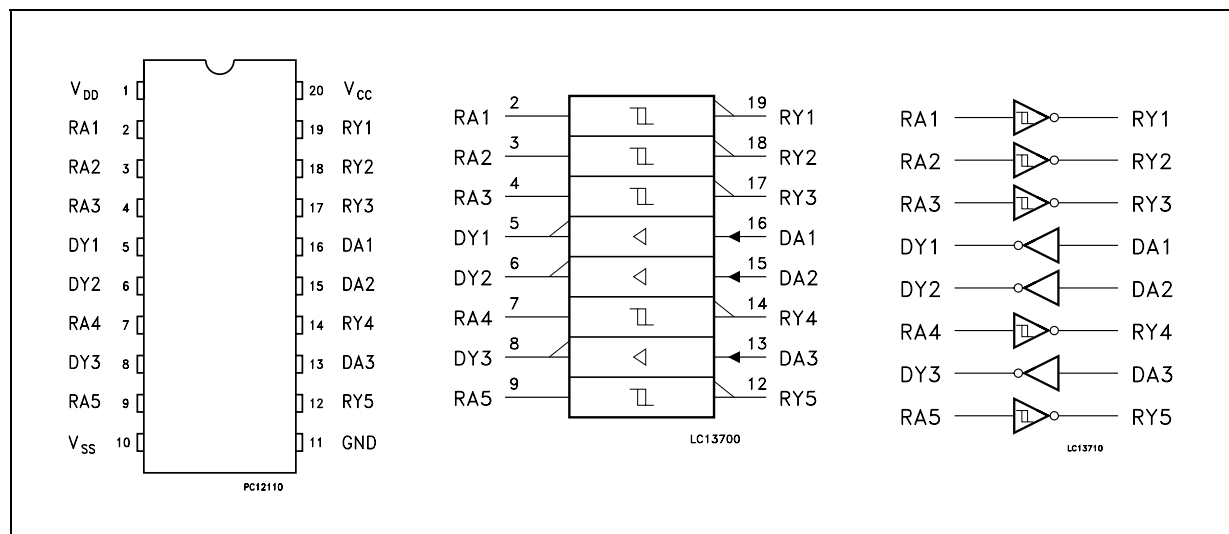 VDD 1 20 VCC
RA1 2 19 RY1
RA2 3 18 RY2
RA3 4 17 RY3
DY1 5 16 DA1
DY2 6 15 DA2
RA4 7 14 RY4
DY3 8 13 DA3
RA5 9 12 RY5
VSS 10 11 GND
PC12110
RA1 2 19 RY1
RA2 3 18 RY2
RA3 4 17 RY3
DY1 5 16 DA1
DY2 6 15 DA2
RA4 7 14 RY4
DY3 8 13 DA3
RA5 9 12 RY5
LC13700
RA1 RY1
RA2 RY2
RA3 RY3
DY1 DA1
DY2 DA2
RA4 RY4
DY3 DA3
RA5 RY5
LC13710